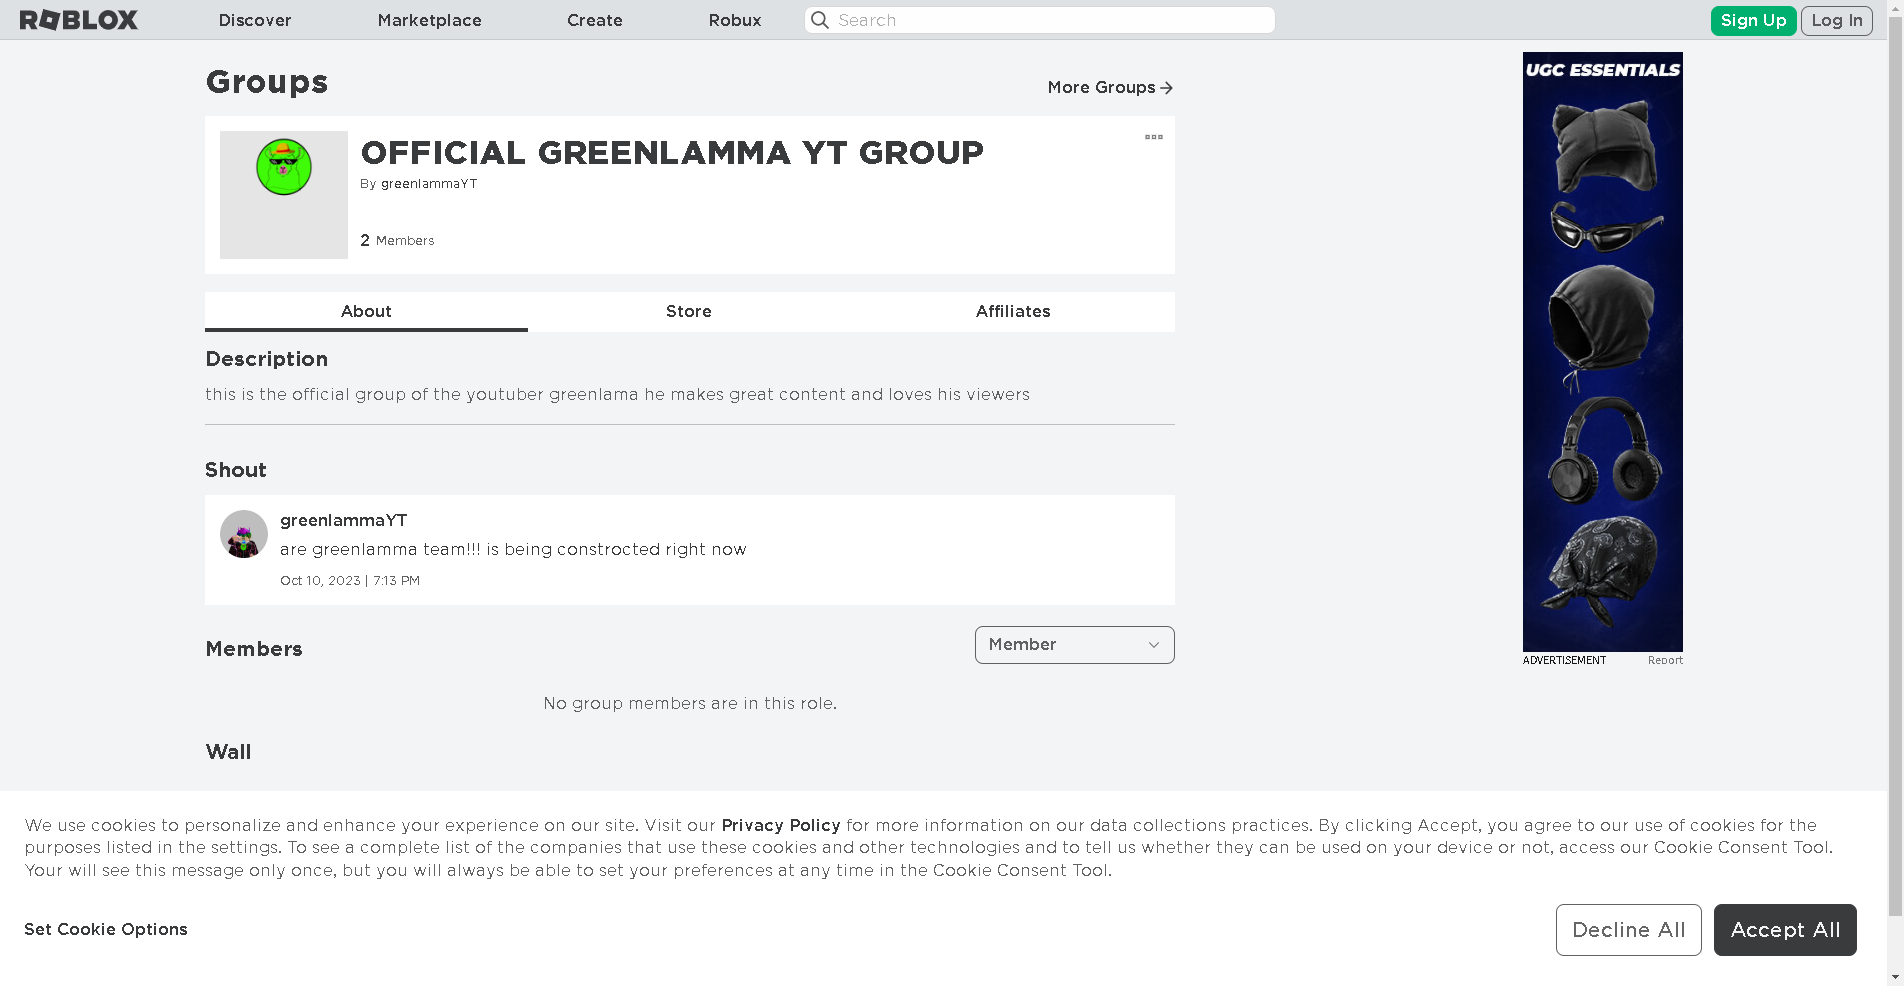 ROBLOX
Discover
Marketplace
Create
Robux
Search
Sign Up
Log In
Groups
More Groups
OFFICIAL GREENLAMMA YT GROUP
By greenlammaYT
2 Members
About
Store
Affiliates
Description
this is the official group of the youtuber greenlama he makes great content and loves his viewers
Shout
greenlammaYT
are greenlamma team!!! is being constrocted right now
Oct 10, 2023 | 7:13 PM
Members
Member
No group members are in this role.
Wall
UGC ESSENTIALS
ADVERTISEMENT
Report
We use cookies to personalize and enhance your experience on our site. Visit our Privacy Policy for more information on our data collections practices. By clicking Accept, you agree to our use of cookies for the
purposes listed in the settings. To see a complete list of the companies that use these cookies and other technologies and to tell us whether they can be used on your device or not, access our Cookie Consent Tool.
Your will see this message only once, but you will always be able to set your preferences at any time in the Cookie Consent Tool.
Set Cookie Options
Decline All
Accept All